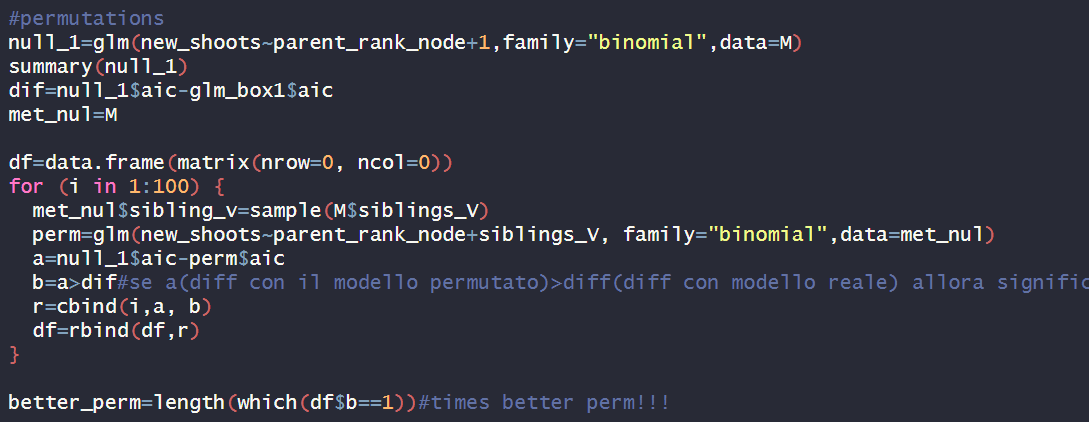 #permutations
null_1=glm(new_shoots~parent_rank_node+1,family="binomial",data=M)
summary(null_1)
dif=null_1$aic-glm_box1$aic
met_nul=M
df=data.frame(matrix(nrow=0, ncol=0))
for (i in 1:100) {
  met_nul$sibling_v=sample(M$siblings_V)
  perm=glm(new_shoots~parent_rank_node+siblings_V, family="binomial",data=met_nul)
  a=null_1$aic-perm$aic
  b=a>dif#se a(diff con il modello permutato)>diff(diff con modello reale) allora signific
  r=cbind(i,a, b)
  df=rbind(df,r)
}
better_perm=length(which(df$b==1))#times better perm!!!